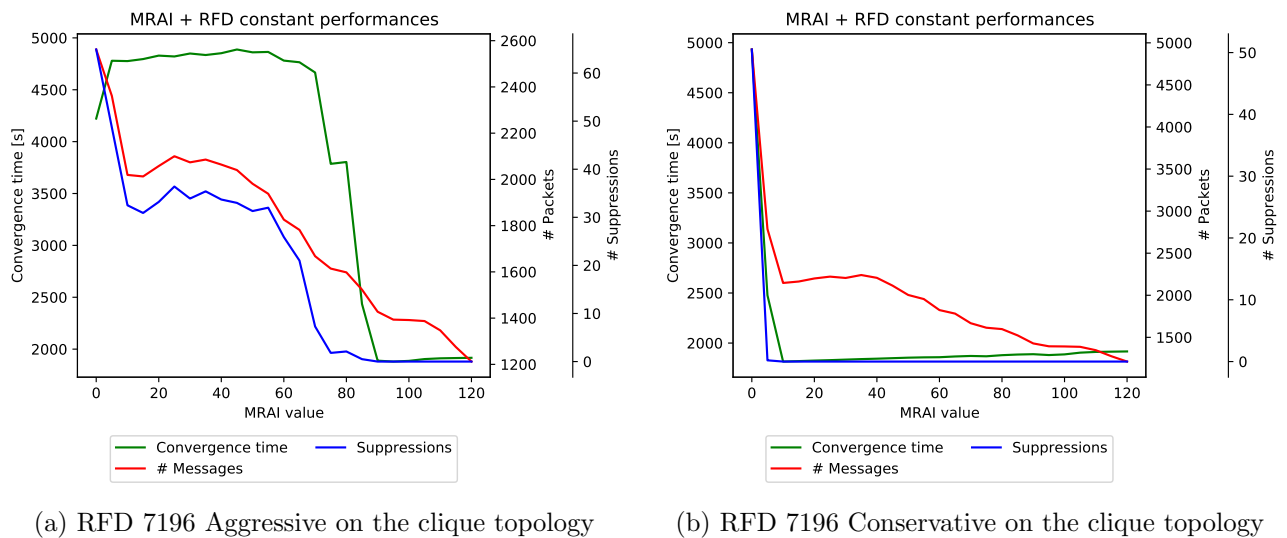 MRAI + RFD constant performances
Convergence time [s]
5000
4500
4000
3500
3000
2500
2000
2600
2400
2200
2000
1800
1600
1400
1200
# Packets
60
50
40
30
20
10
0
# Suppressions
0 20 40 60 80 100 120
MRAI value
Convergence time Suppressions
# Messages
(a) RFD 7196 Aggressive on the clique topology
MRAI + RFD constant performances
Convergence time [s]
5000
4500
4000
3500
3000
2500
2000
5000
4500
4000
3500
3000
2500
2000
1500
# Packets
50
40
30
20
10
0
# Suppressions
0 20 40 60 80 100 120
MRAI value
Convergence time Suppressions
# Messages
(b) RFD 7196 Conservative on the clique topology